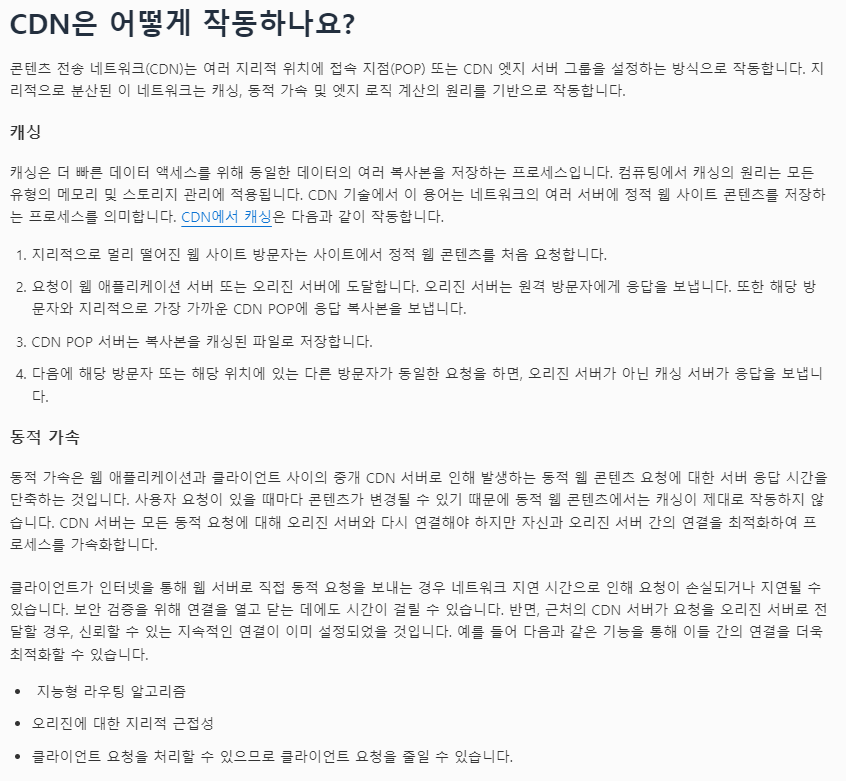 CDN은 어떻게 작동하나요?
콘텐츠 전송 네트워크(CDN)는 여러 지리적 위치에 접속 지점(POP) 또는 CDN 엣지 서버 그룹을 설정하는 방식으로 작동합니다. 지
리적으로 분산된 이 네트워크는 캐싱, 동적 가속 및 엣지 로직 계산의 원리를 기반으로 작동합니다.
캐싱
캐싱은 더 빠른 데이터 액세스를 위해 동일한 데이터의 여러 복사본을 저장하는 프로세스입니다. 컴퓨팅에서 캐싱의 원리는 모든
유형의 메모리 및 스토리지 관리에 적용됩니다. CDN 기술에서 이 용어는 네트워크의 여러 서버에 정적 웹 사이트 콘텐츠를 저장하
는 프로세스를 의미합니다. CDN에서 캐싱은 다음과 같이 작동합니다.
1. 지리적으로 멀리 떨어진 웹 사이트 방문자는 사이트에서 정적 웹 콘텐츠를 처음 요청합니다.
2. 요청이 웹 애플리케이션 서버 또는 오리진 서버에 도달합니다. 오리진 서버는 원격 방문자에게 응답을 보냅니다. 또한 해당 방
문자와 지리적으로 가장 가까운 CDN POP에 응답 복사본을 보냅니다.
3. CDN POP 서버는 복사본을 캐싱된 파일로 저장합니다.
4. 다음에 해당 방문자 또는 해당 위치에 있는 다른 방문자가 동일한 요청을 하면, 오리진 서버가 아닌 캐싱 서버가 응답을 보냅니
다.
동적 가속
동적 가속은 웹 애플리케이션과 클라이언트 사이의 중개 CDN 서버로 인해 발생하는 동적 웹 콘텐츠 요청에 대한 서버 응답 시간을
단축하는 것입니다. 사용자 요청이 있을 때마다 콘텐츠가 변경될 수 있기 때문에 동적 웹 콘텐츠에서는 캐싱이 제대로 작동하지 않
습니다. CDN 서버는 모든 동적 요청에 대해 오리진 서버와 다시 연결해야 하지만 자신과 오리진 서버 간의 연결을 최적화하여 프
로세스를 가속화합니다.
클라이언트가 인터넷을 통해 웹 서버로 직접 동적 요청을 보내는 경우 네트워크 지연 시간으로 인해 요청이 손실되거나 지연될 수
있습니다. 보안 검증을 위해 연결을 열고 닫는 데에도 시간이 걸릴 수 있습니다. 반면, 근처의 CDN 서버가 요청을 오리진 서버로 전
달할 경우, 신뢰할 수 있는 지속적인 연결이 이미 설정되었을 것입니다. 예를 들어 다음과 같은 기능을 통해 이들 간의 연결을 더욱
최적화할 수 있습니다.
• 지능형 라우팅 알고리즘
• 오리진에 대한 지리적 근접성
• 클라이언트 요청을 처리할 수 있으므로 클라이언트 요청을 줄일 수 있습니다.